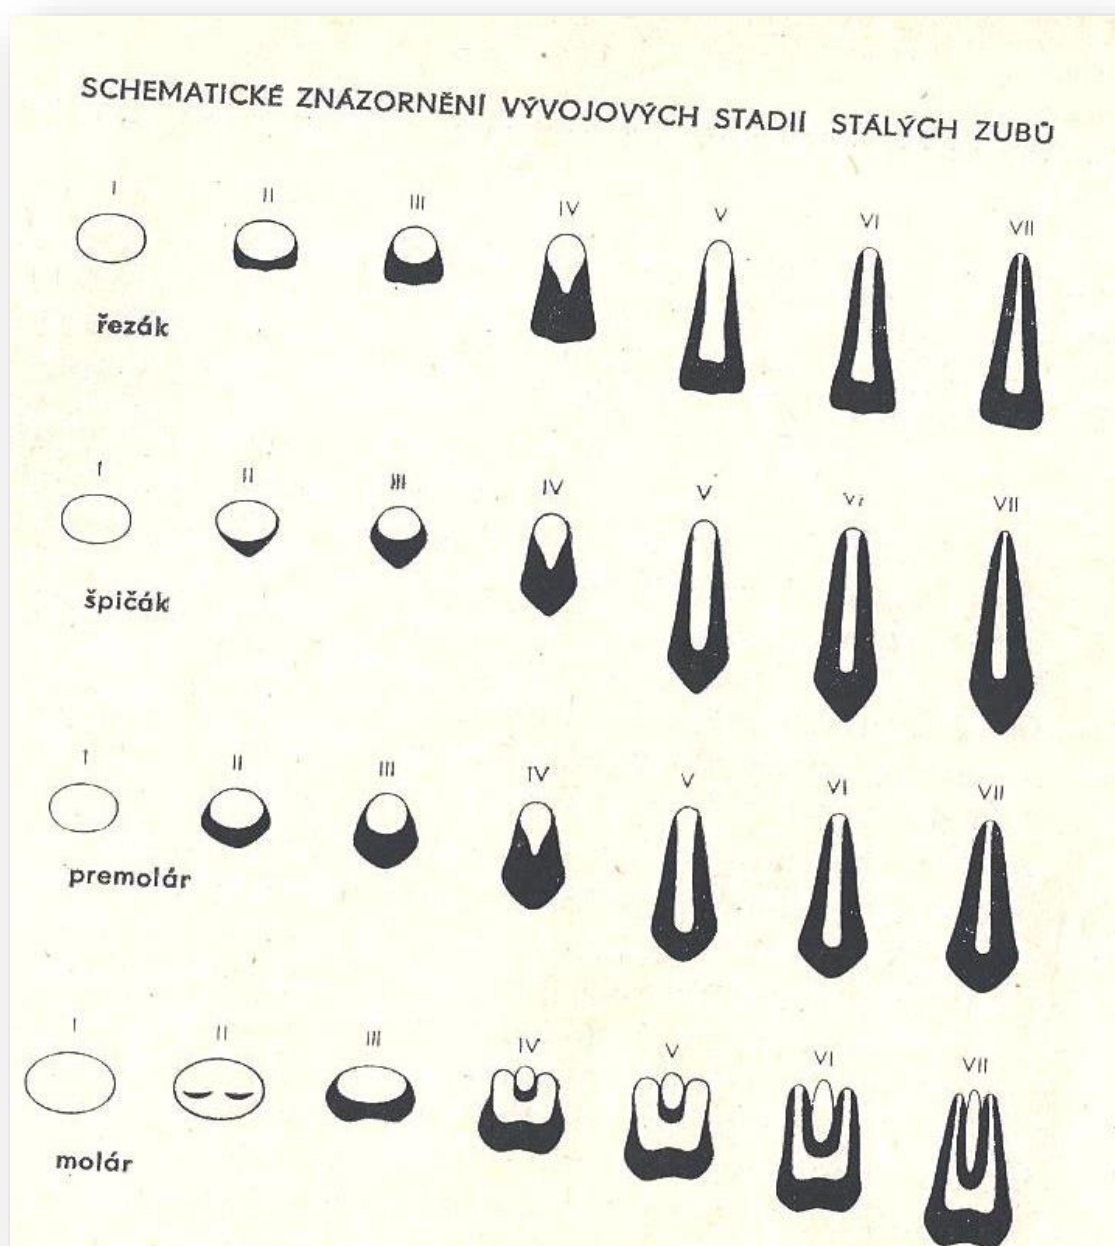 SCHEMATICKÉ ZNÁZORNĚNÍ VÝVOJOVÝCH STADIÍ STÁLÝCH ZUBŮ
I II III IV V VI VII
řezák
I II III IV V VI VII
špičák
I II III IV V VI VII
premolár
I II III IV V VI VII
molár